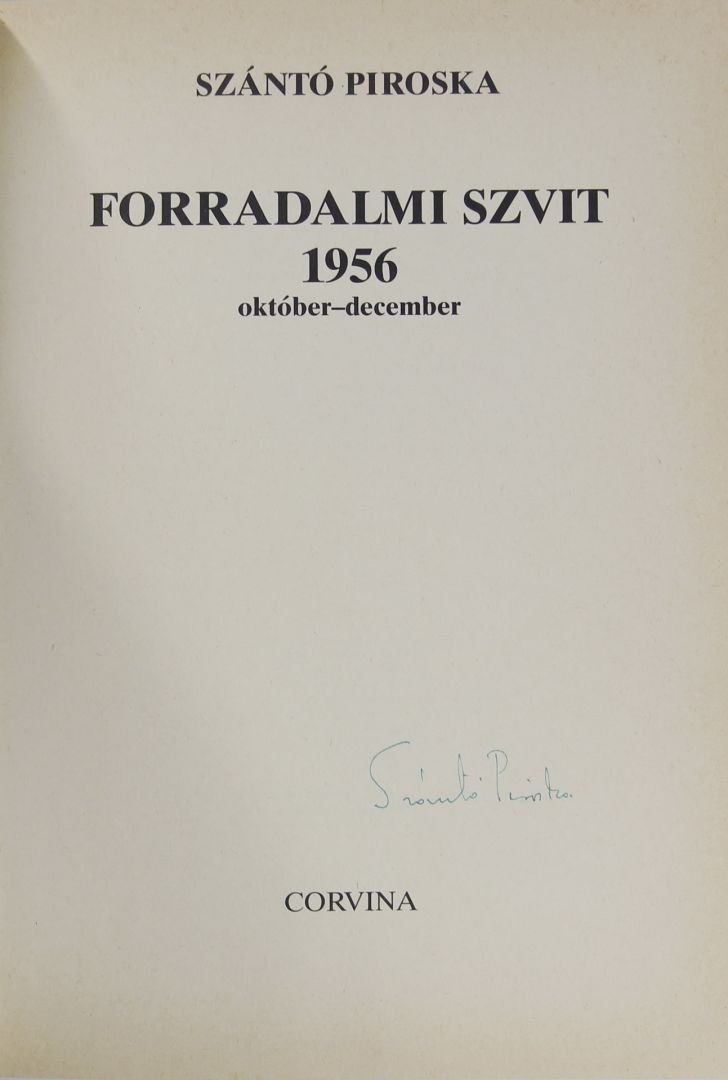 SZÁNTÓ PIROSKA
FORRADALMI SZVIT
1956
október–december
Szántó Piroska
CORVINA